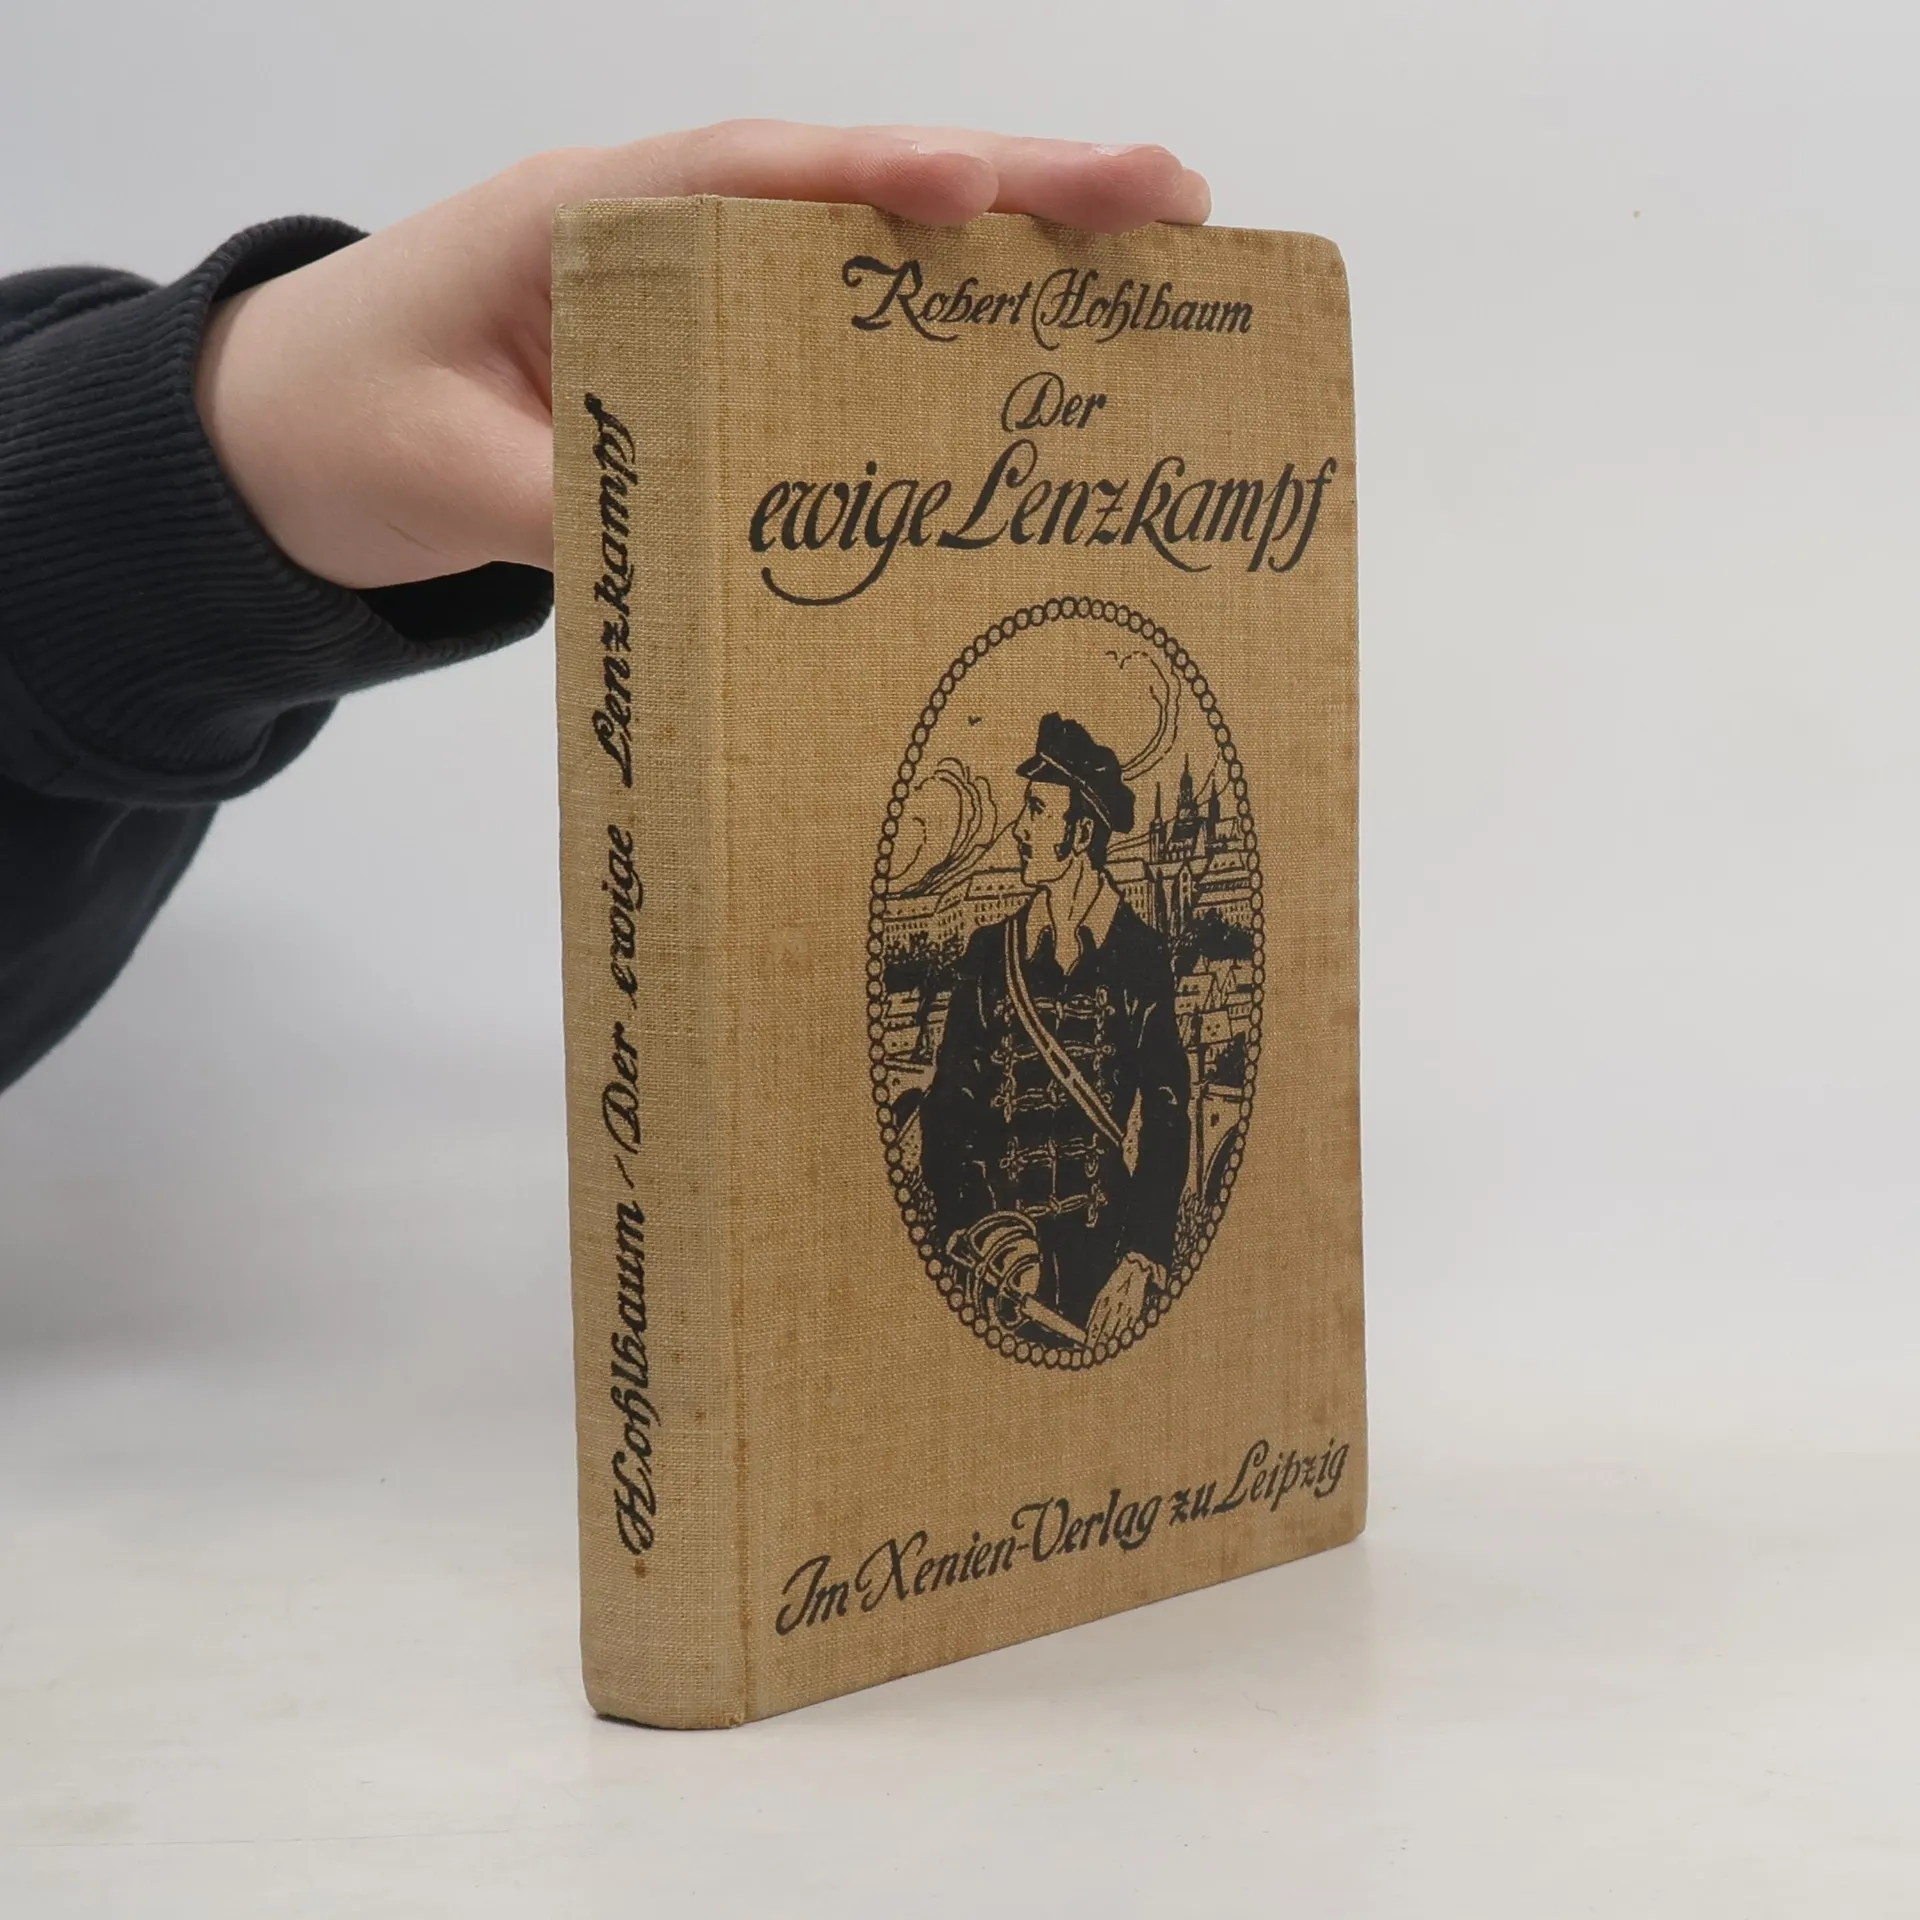 Robert Hohlbaum
Der
ewige Lenzkampf
Im Xenien-Verlag zu Leipzig
Hohlbaum / Der ewige Lenzkampf